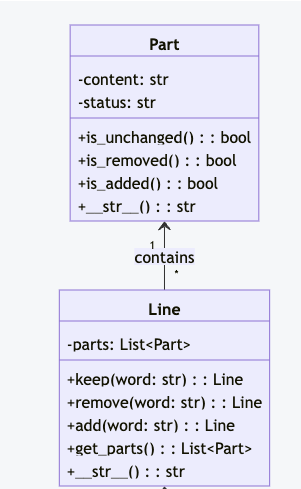 Part
-content: str
-status: str
+is_unchanged() : : bool
+is_removed() : : bool
+is_added() : : bool
+__str__() : : str
1
contains
*
Line
-parts: List<Part>
+keep(word: str) : : Line
+remove(word: str) : : Line
+add(word: str) : : Line
+get_parts() : : List<Part>
+__str__() : : str